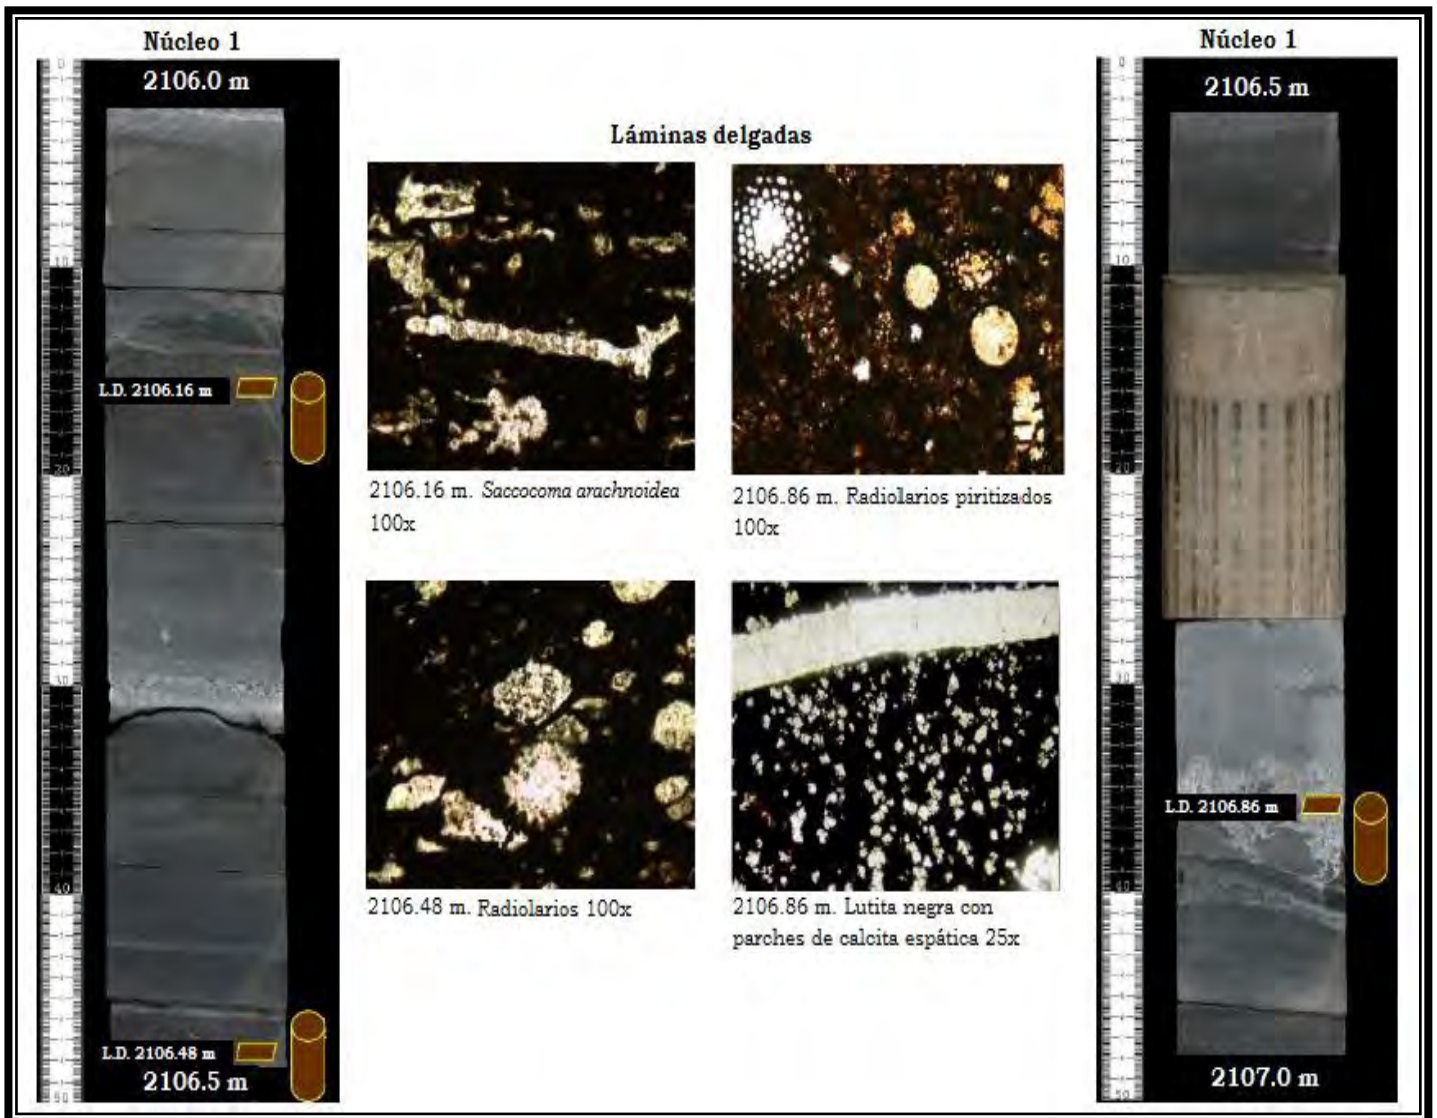 Núcleo 1
2106.0 m
L.D. 2106.16 m
L.D. 2106.48 m
2106.5 m
Láminas delgadas
2106.16 m. Saccocoma arachnoidea
100x
2106.86 m. Radiolarios piritizados
100x
2106.48 m. Radiolarios 100x
2106.86 m. Lutita negra con
parches de calcita espática 25x
Núcleo 1
2106.5 m
L.D. 2106.86 m
2107.0 m